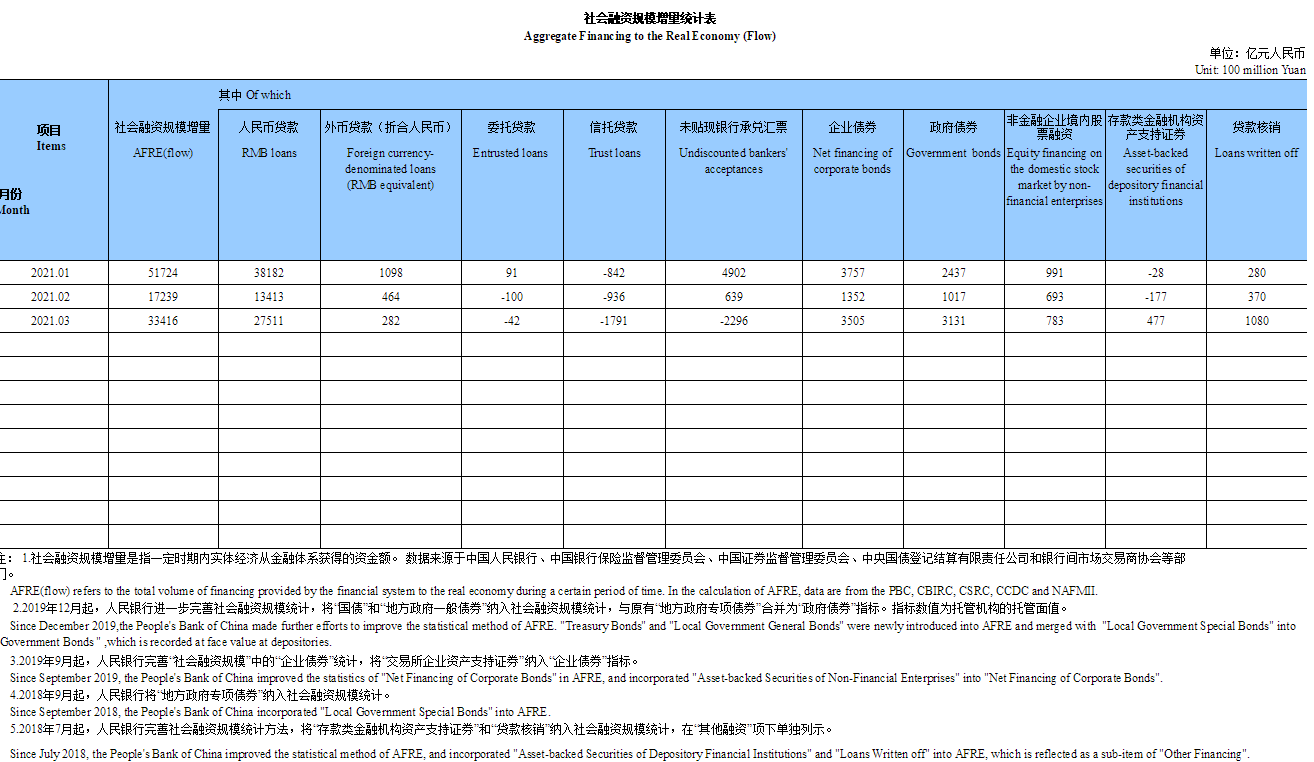 社会融资规模增量统计表
Aggregate Financing to the Real Economy (Flow)
单位：亿元人民币
Unit: 100 million Yuan
项目
Items
月份
Month
其中 Of which
社会融资规模增量
AFRE(flow)
人民币贷款
RMB loans
外币贷款（折合人民币）
Foreign currency-
denominated loans
(RMB equivalent)
委托贷款
Entrusted loans
信托贷款
Trust loans
未贴现银行承兑汇票
Undiscounted bankers'
acceptances
企业债券
Net financing of
corporate bonds
政府债券
Government bonds
非金融企业境内股
票融资
Equity financing on
the domestic stock
market by non-
financial enterprises
存款类金融机构资
产支持证券
Asset-backed
securities of
depository financial
institutions
贷款核销
Loans written off
2021.01 51724 38182 1098 91 -842 4902 3757 2437 991 -28 280
2021.02 17239 13413 464 -100 -936 639 1352 1017 693 -177 370
2021.03 33416 27511 282 -42 -1791 -2296 3505 3131 783 477 1080
注： 1.社会融资规模增量是指一定时期内实体经济从金融体系获得的资金额。 数据来源于中国人民银行、中国银行保险监督管理委员会、中国证券监督管理委员会、中央国债登记结算有限责任公司和银行间市场交易商协会等部
门。
AFRE(flow) refers to the total volume of financing provided by the financial system to the real economy during a certain period of time. In the calculation of AFRE, data are from the PBC, CBIRC, CSRC, CCDC and NAFMII.
2.2019年12月起，人民银行进一步完善社会融资规模统计，将“国债”和“地方政府一般债券”纳入社会融资规模统计，与原有“地方政府专项债券”合并为“政府债券”指标。指标数值为托管机构的托管面值。
Since December 2019,the People's Bank of China made further efforts to improve the statistical method of AFRE. "Treasury Bonds" and "Local Government General Bonds" were newly introduced into AFRE and merged with "Local Government Special Bonds" into
Government Bonds " ,which is recorded at face value at depositories.
3.2019年9月起，人民银行完善“社会融资规模”中的“企业债券”统计，将“交易所企业资产支持证券”纳入“企业债券”指标。
Since September 2019, the People's Bank of China improved the statistics of "Net Financing of Corporate Bonds" in AFRE, and incorporated "Asset-backed Securities of Non-Financial Enterprises" into "Net Financing of Corporate Bonds".
4.2018年9月起，人民银行将“地方政府专项债券”纳入社会融资规模统计。
Since September 2018, the People's Bank of China incorporated "Local Government Special Bonds" into AFRE.
5.2018年7月起，人民银行完善社会融资规模统计方法，将“存款类金融机构资产支持证券”和“贷款核销”纳入社会融资规模统计，在“其他融资”项下单独列示。
Since July 2018, the People's Bank of China improved the statistical method of AFRE, and incorporated "Asset-backed Securities of Depository Financial Institutions" and "Loans Written off" into AFRE, which is reflected as a sub-item of "Other Financing".